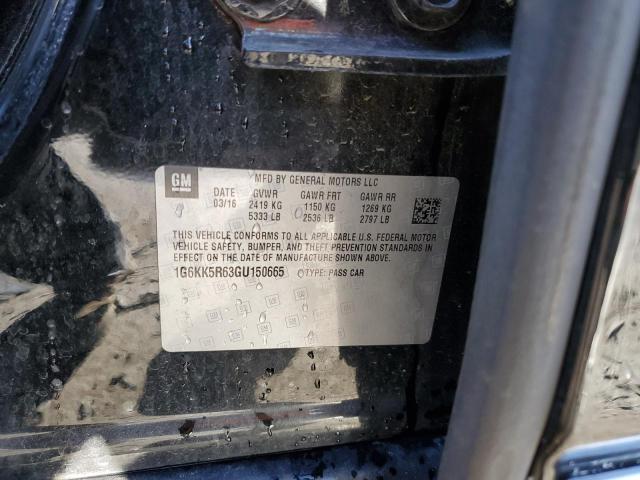 GM
MFD BY GENERAL MOTORS LLC
DATE GVWR GAWR FRT GAWR RR
03/16 2419 KG 1150 KG 1269 KG
5333 LB 2536 LB 2797 LB
THIS VEHICLE CONFORMS TO ALL APPLICABLE U.S. FEDERAL MOTOR
VEHICLE SAFETY, BUMPER, AND THEFT PREVENTION STANDARDS IN
EFFECT ON THE DATE OF MANUFACTURE SHOWN ABOVE.
1G6KK5R63GU150665 TYPE: PASS CAR